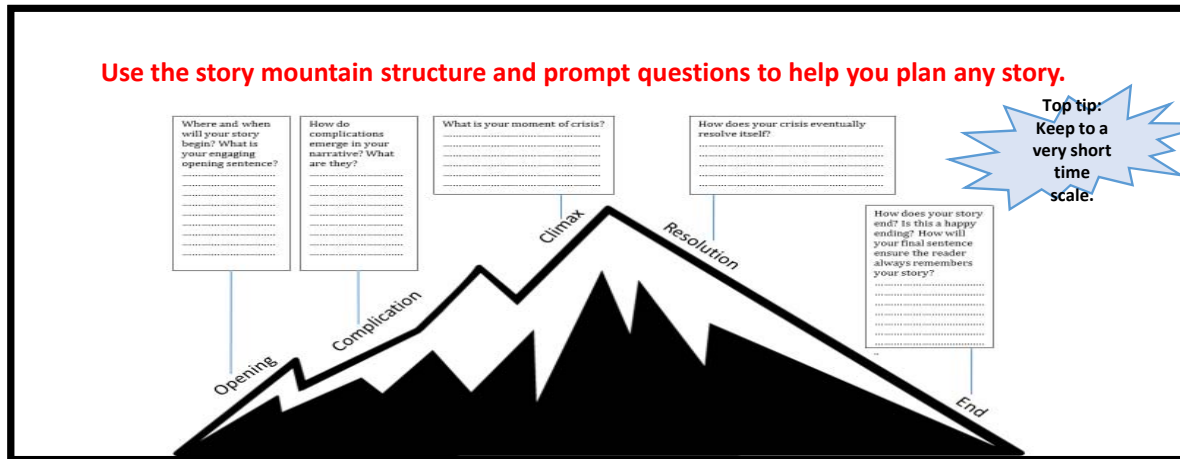 Use the story mountain structure and prompt questions to help you plan any story.
Top tip:
Keep to a
very short
time
scale.
Where and when
will your story
begin? What is
your engaging
opening sentence?
................................
................................
................................
................................
................................
................................
................................
................................
................................
How do
complications
emerge in your
narrative? What
are they?
................................
................................
................................
................................
................................
................................
................................
................................
................................
What is your moment of crisis?
................................................
................................................
................................................
................................................
................................................
................................................
How does your crisis eventually
resolve itself?
................................................
................................................
................................................
................................................
................................................
How does your story
end? Is this a happy
ending? How will
your final sentence
ensure the reader
always remembers
your story?
................................
................................
................................
................................
................................
................................
................................
..
Opening
Complication
Climax
Resolution
End